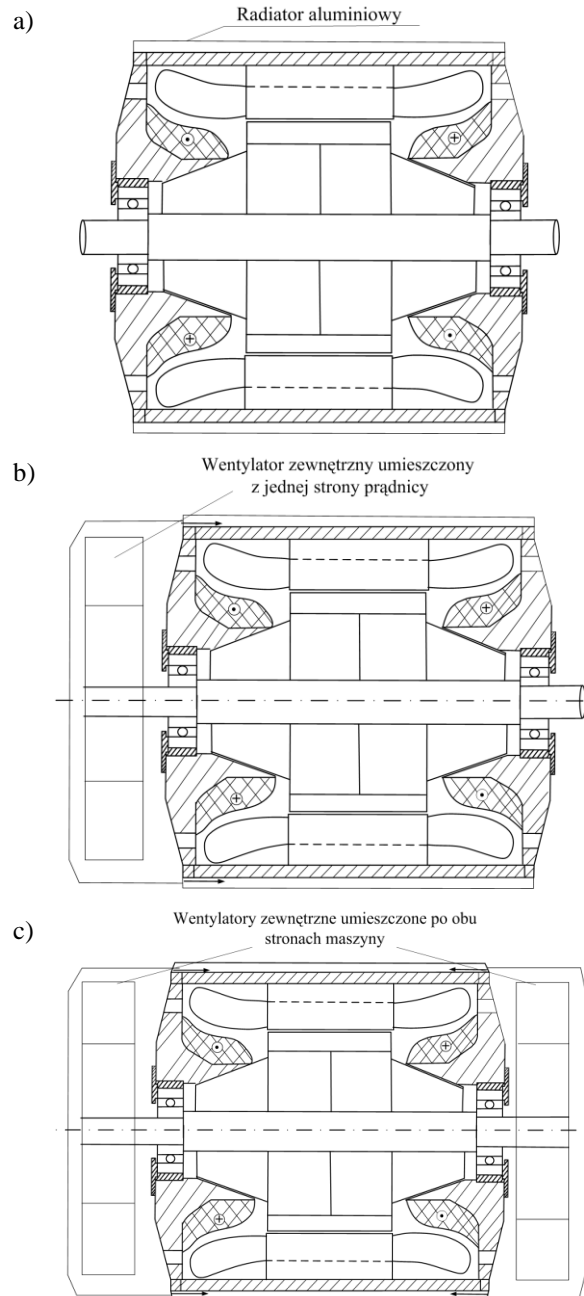 a)
Radiator aluminiowy
b)
Wentylator zewnętrzny umieszczony
z jednej strony prądnicy
c)
Wentylatory zewnętrzne umieszczone po obu
stronach maszyny